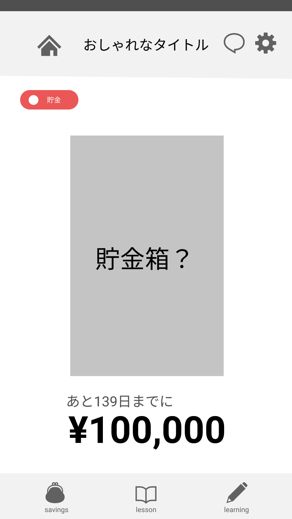 おしゃれなタイトル
貯金
貯金箱？
あと139日までに
¥100,000
savings
lesson
learning